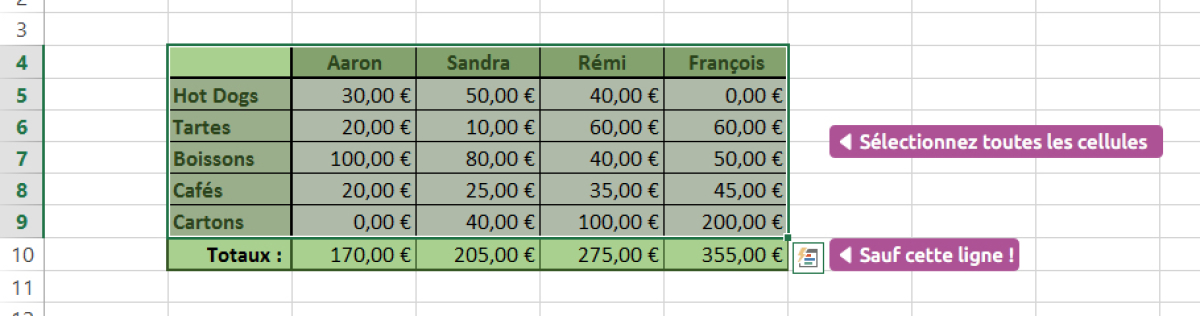 3
4 Aaron Sandra Rémi François
5 Hot Dogs 30,00 € 50,00 € 40,00 € 0,00 €
6 Tartes 20,00 € 10,00 € 60,00 € 60,00 €
Sélectionnez toutes les cellules
7 Boissons 100,00 € 80,00 € 40,00 € 50,00 €
8 Cafés 20,00 € 25,00 € 35,00 € 45,00 €
9 Cartons 0,00 € 40,00 € 100,00 € 200,00 €
10 Totaux : 170,00 € 205,00 € 275,00 € 355,00 € Sauf cette ligne !
11